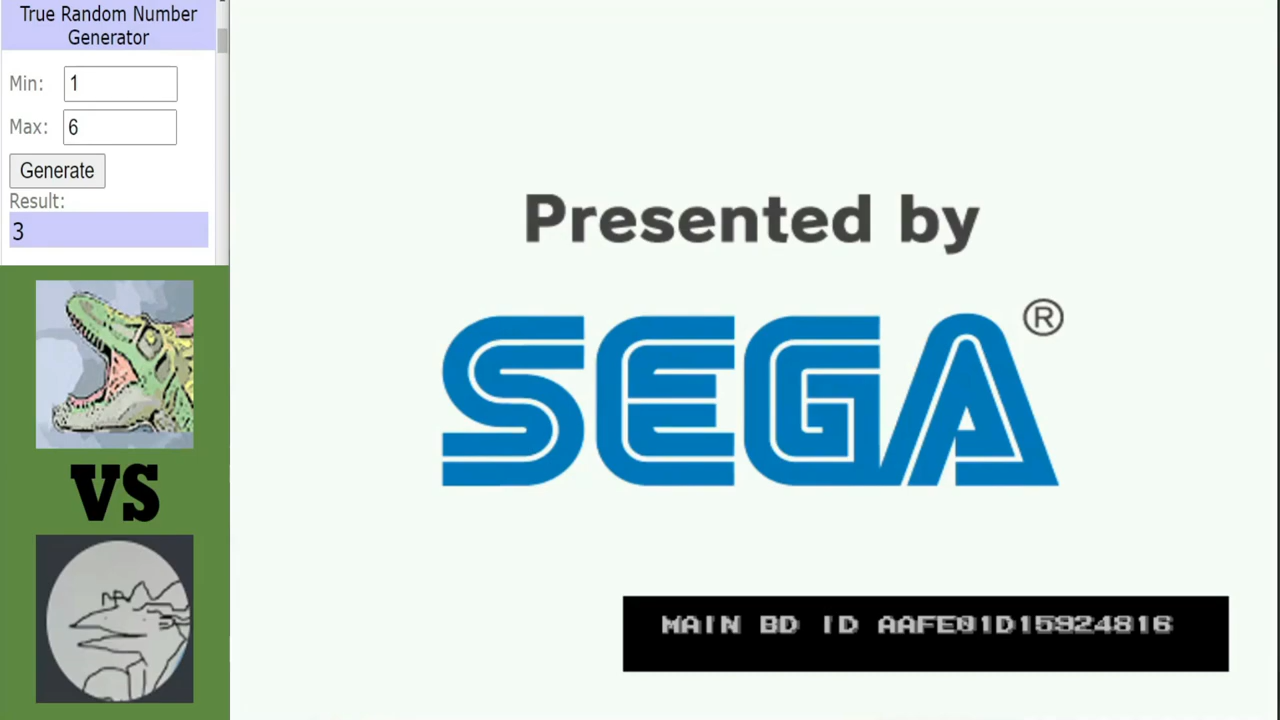 True Random Number
Generator
Min: 1
Max: 6
Generate
Result:
3
VS
Presented by
SEGA®
MAIN BD ID AAFE01D15924816